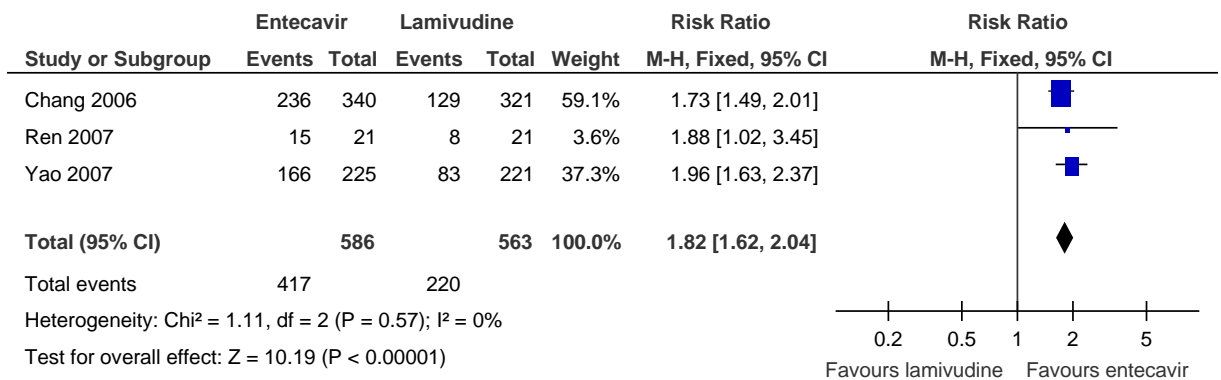 Entecavir Lamivudine Risk Ratio Risk Ratio
Study or Subgroup Events Total Events Total Weight M-H, Fixed, 95% CI M-H, Fixed, 95% CI
Chang 2006 236 340 129 321 59.1% 1.73 [1.49, 2.01]
Ren 2007 15 21 8 21 3.6% 1.88 [1.02, 3.45]
Yao 2007 166 225 83 221 37.3% 1.96 [1.63, 2.37]
Total (95% CI) 586 563 100.0% 1.82 [1.62, 2.04]
Total events 417 220
Heterogeneity: Chi² = 1.11, df = 2 (P = 0.57); I² = 0%
Test for overall effect: Z = 10.19 (P < 0.00001)
0.2 0.5 1 2 5
Favours lamivudine Favours entecavir